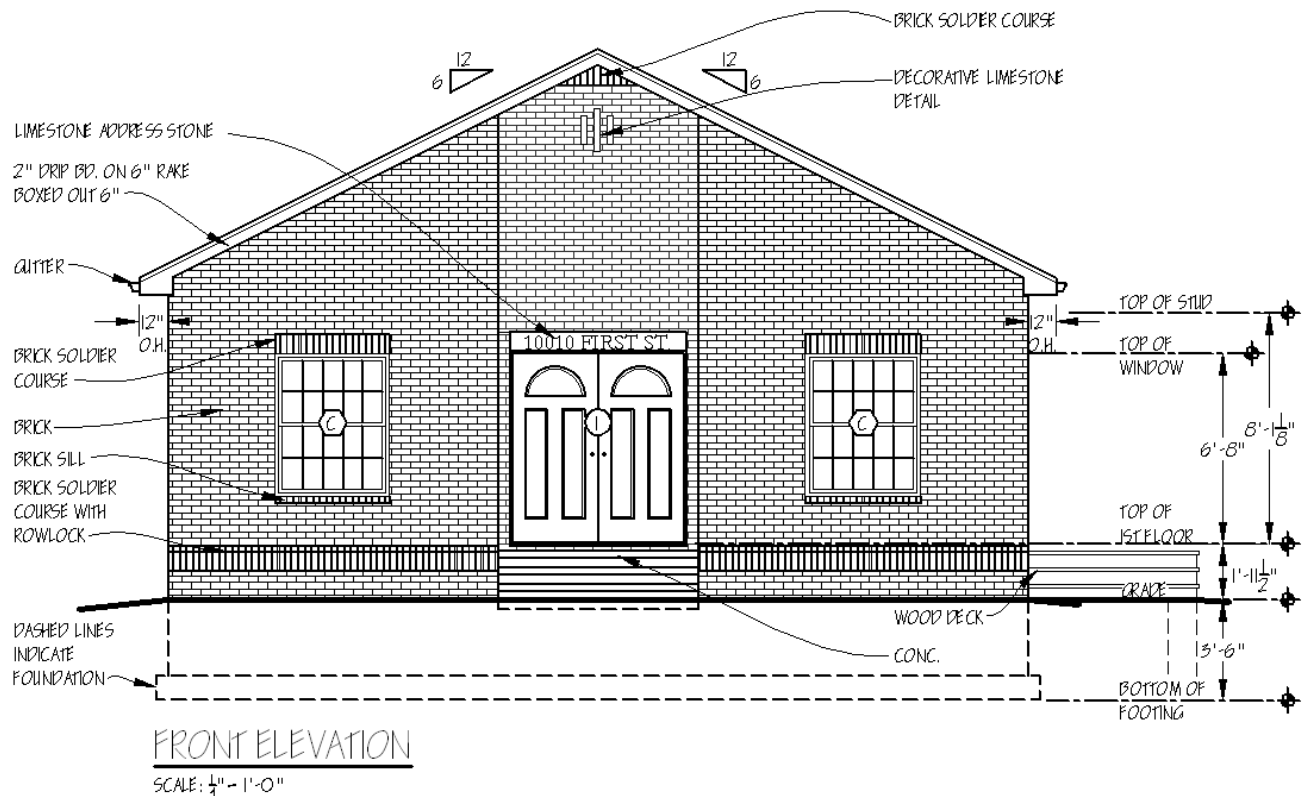 BRICK SOLDIER COURSE
12
6
12
6
DECORATIVE LIMESTONE
DETAIL
LIMESTONE ADDRESS STONE
2" DRIP BD. ON 6" RAKE
BOXED OUT 6"
GUTTER
12"
O.H.
12"
O.H.
TOP OF STUD
TOP OF
WINDOW
BRICK SOLDIER
COURSE
10010 FIRST ST.
C
1
C
BRICK
6'-8"
8'-1 1/8"
BRICK SILL
BRICK SOLDIER
COURSE WITH
ROWLOCK
TOP OF
1ST FLOOR
1'-11 1/2"
GRADE
WOOD DECK
DASHED LINES
INDICATE
FOUNDATION
CONC.
3'-6"
BOTTOM OF
FOOTING
FRONT ELEVATION
SCALE: 1/4" - 1'-0"